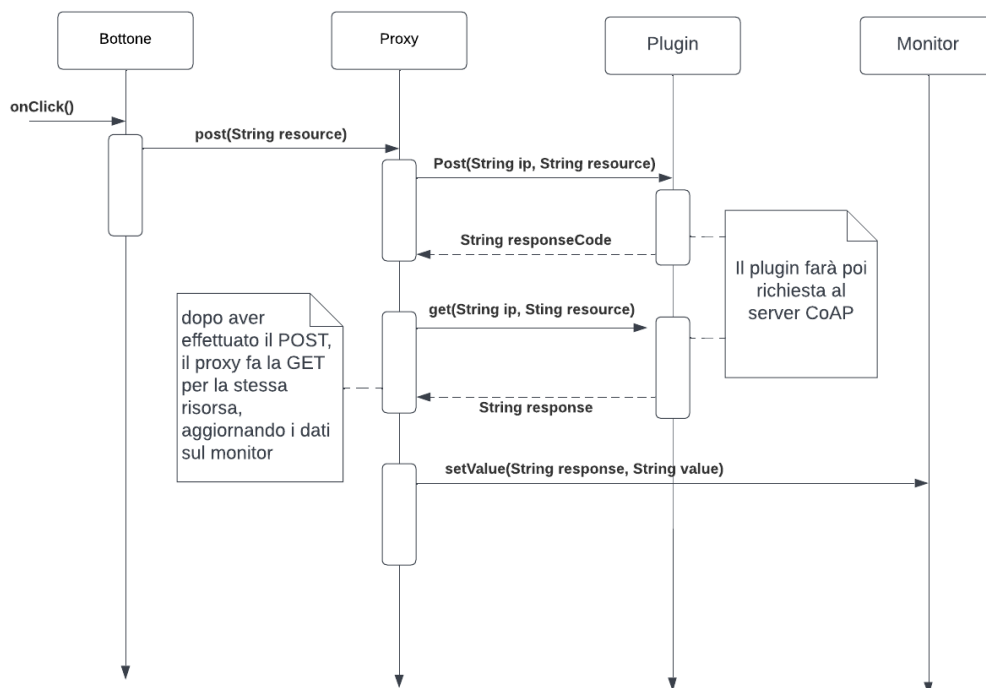 Bottone
Proxy
Plugin
Monitor
onClick()
post(String resource)
Post(String ip, String resource)
String responseCode
Il plugin farà poi
richiesta al
server CoAP
get(String ip, Sting resource)
dopo aver
effettuato il POST,
il proxy fa la GET
per la stessa
risorsa,
aggiornando i dati
sul monitor
String response
setValue(String response, String value)